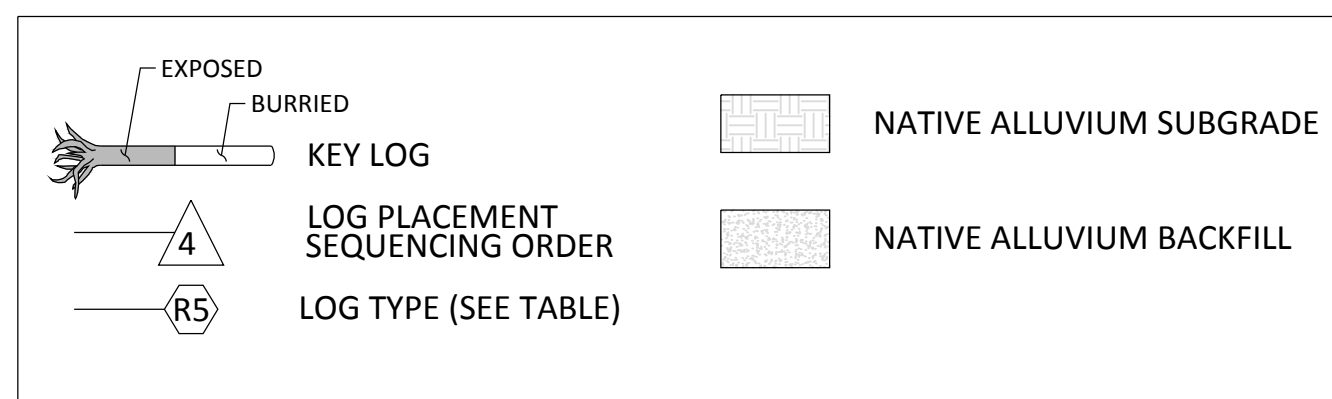 EXPOSED
BURRIED
KEY LOG
4
LOG PLACEMENT
SEQUENCING ORDER
R5
LOG TYPE (SEE TABLE)
NATIVE ALLUVIUM SUBGRADE
NATIVE ALLUVIUM BACKFILL